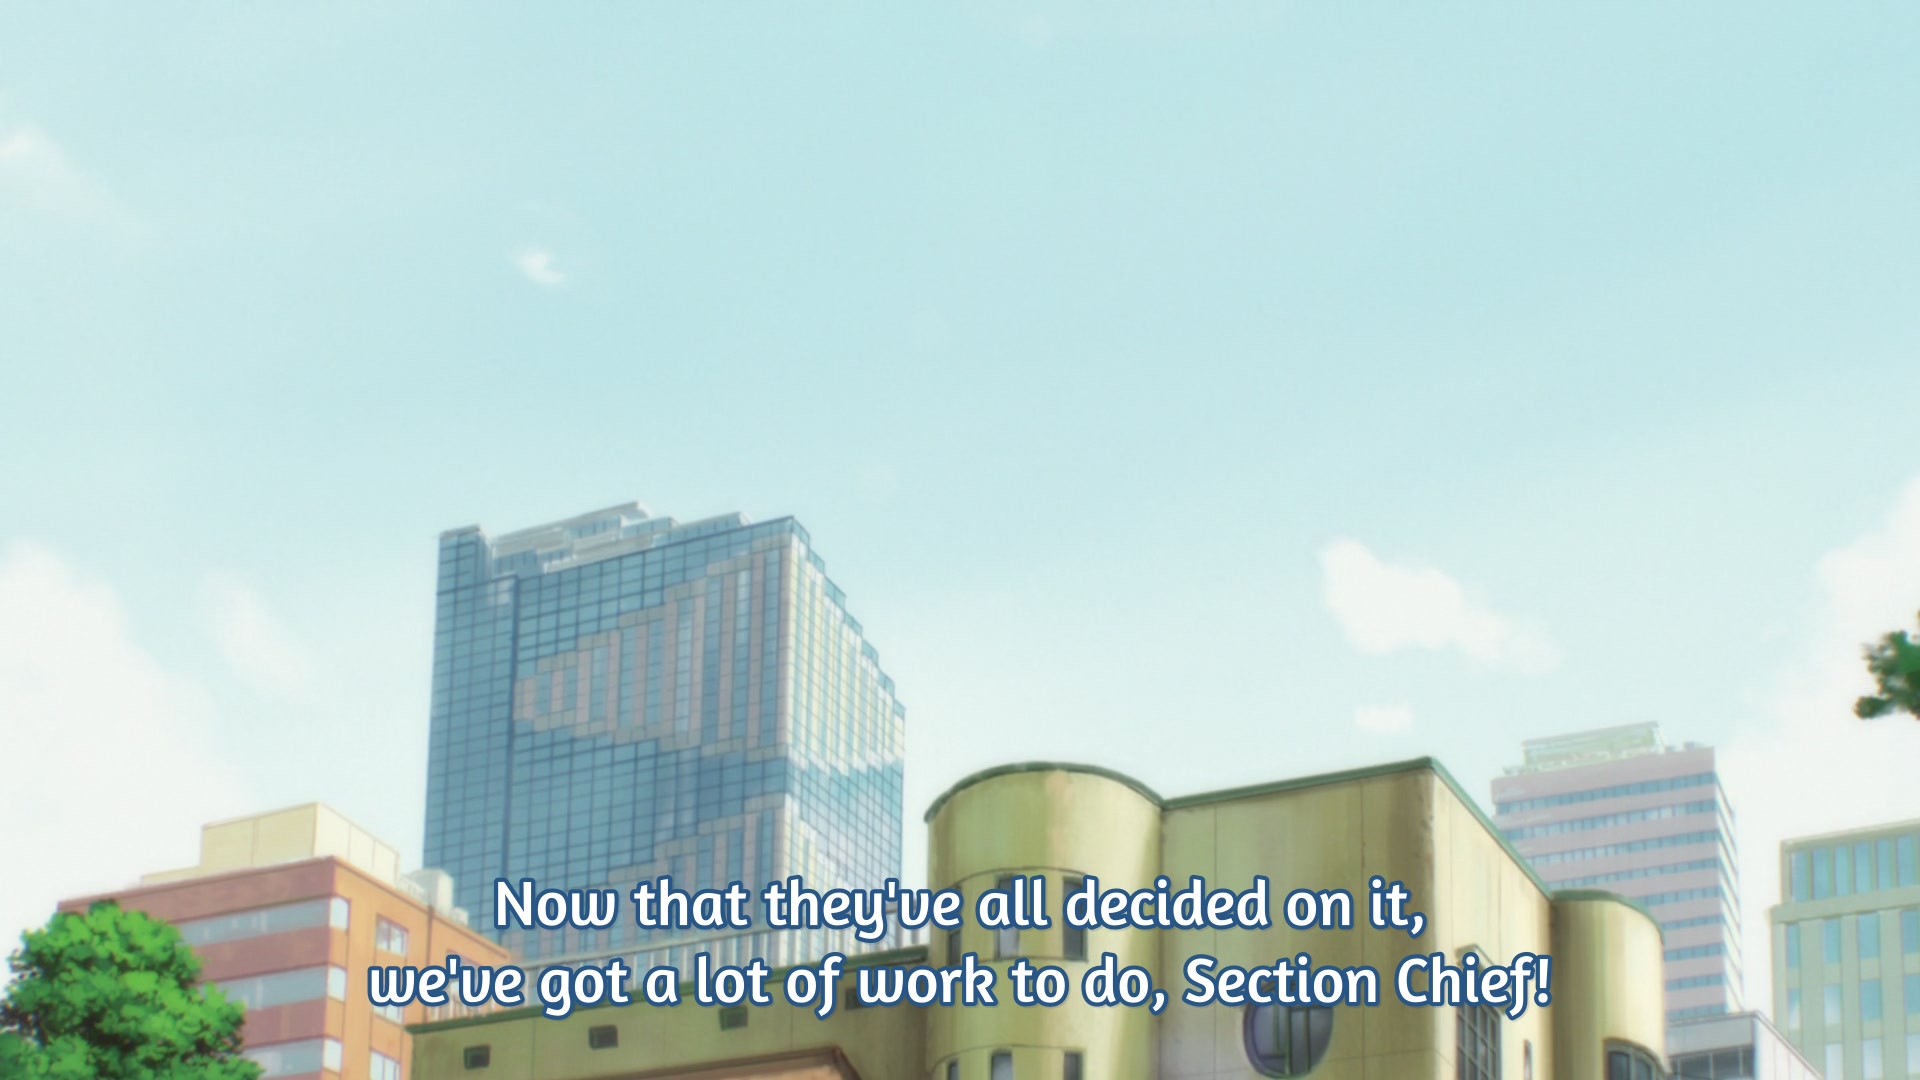 Now that they've all decided on it,
we've got a lot of work to do, Section Chief!